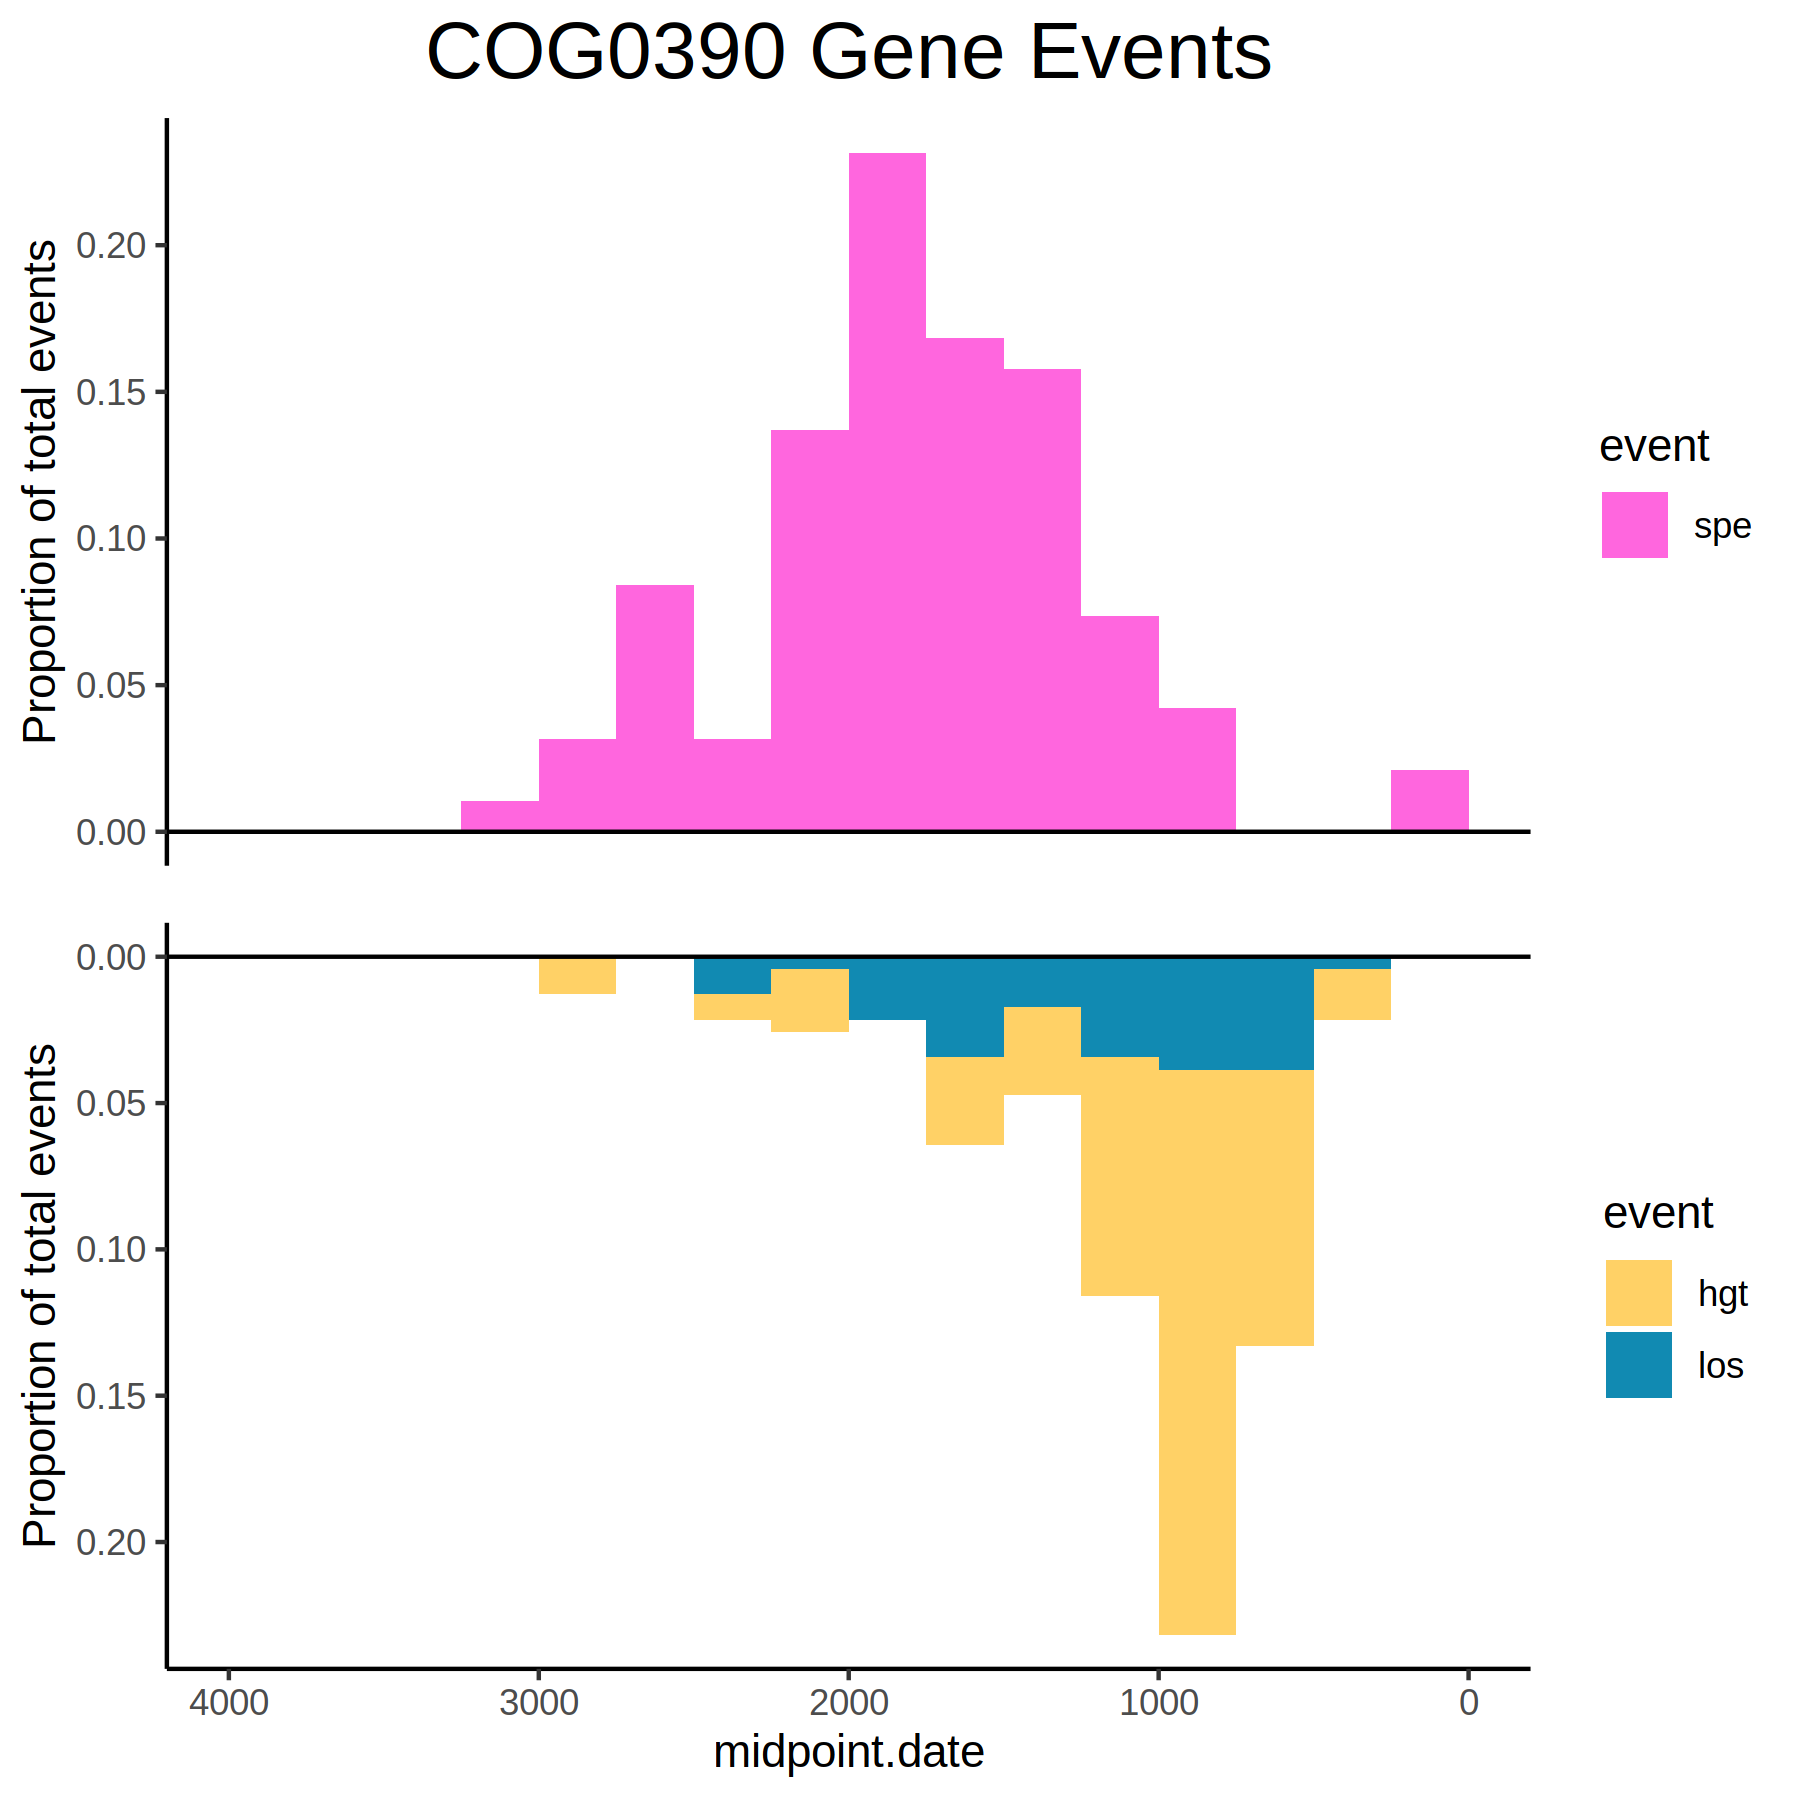 COG0390 Gene Events
Proportion of total events
0.20
0.15
0.10
0.05
0.00
event
spe
Proportion of total events
0.00
0.05
0.10
0.15
0.20
event
hgt
los
4000 3000 2000 1000 0
midpoint.date